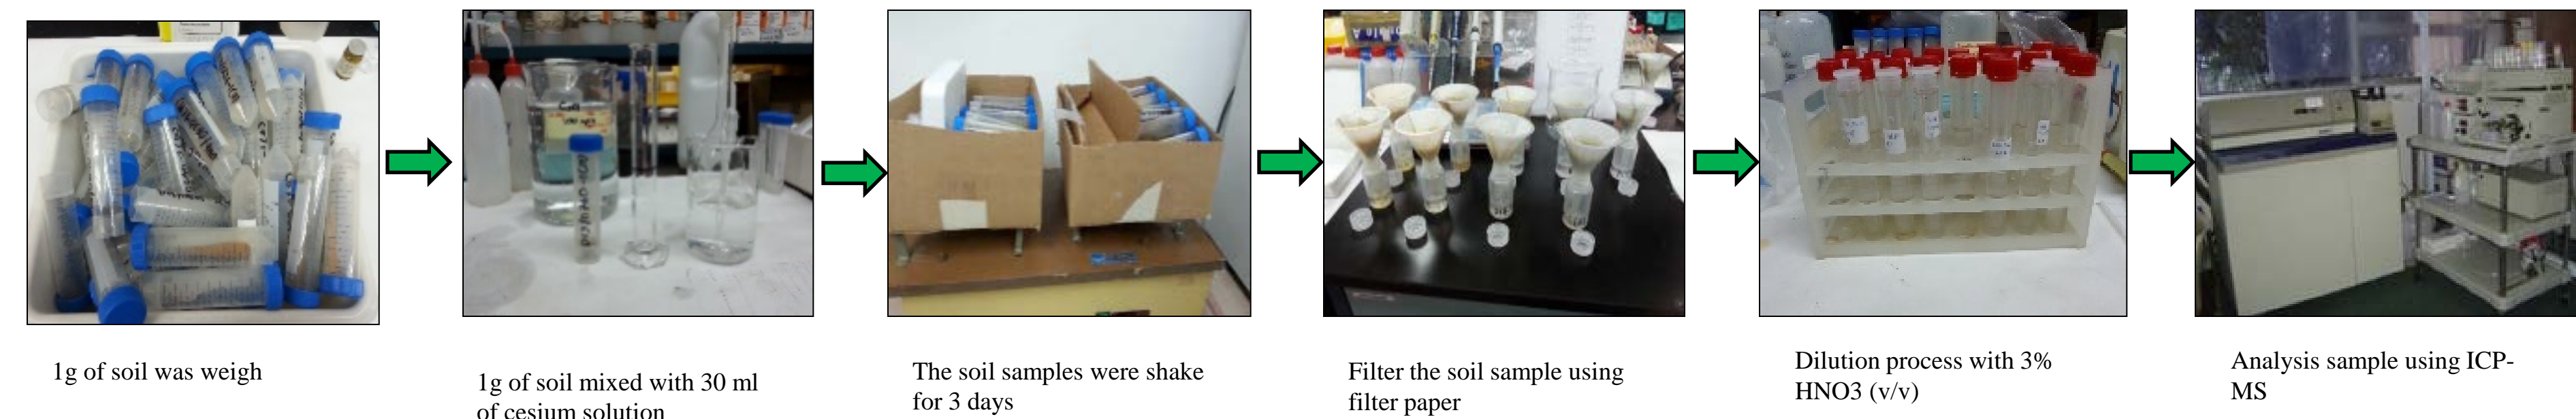 1g of soil was weigh
1g of soil mixed with 30 ml
of cesium solution
The soil samples were shake
for 3 days
Filter the soil sample using
filter paper
Dilution process with 3%
HNO3 (v/v)
Analysis sample using ICP-
MS